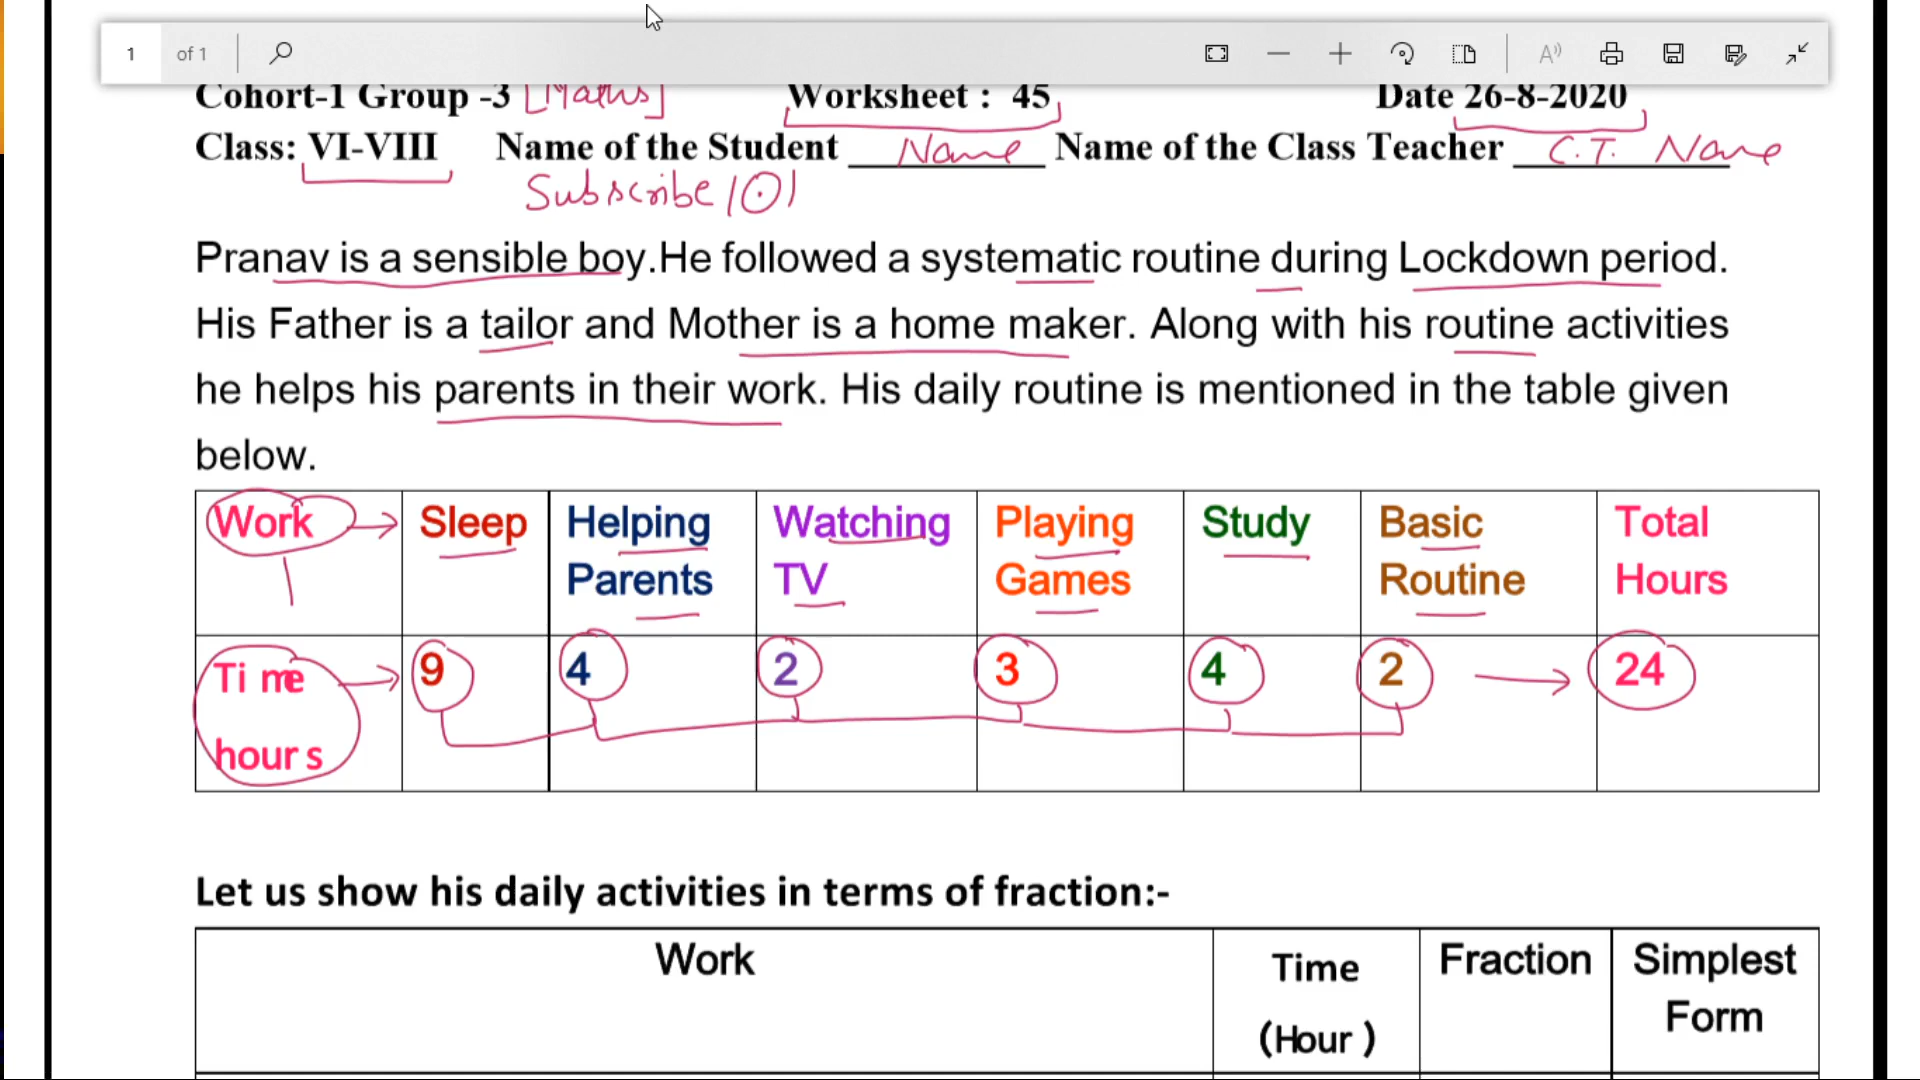 1 of 1
Cohort-1 Group -3 [Maths] Worksheet : 45 Date 26-8-2020
Class: VI-VIII Name of the Student Name Name of the Class Teacher C.T. Name
Subscribe
Pranav is a sensible boy.He followed a systematic routine during Lockdown period.
His Father is a tailor and Mother is a home maker. Along with his routine activities
he helps his parents in their work. His daily routine is mentioned in the table given
below.
Work Sleep Helping Watching Playing Study Basic Total
Parents TV Games Routine Hours
Ti me 9 4 2 3 4 2 24
hour s
Let us show his daily activities in terms of fraction:-
Work Time Fraction Simplest
(Hour ) Form